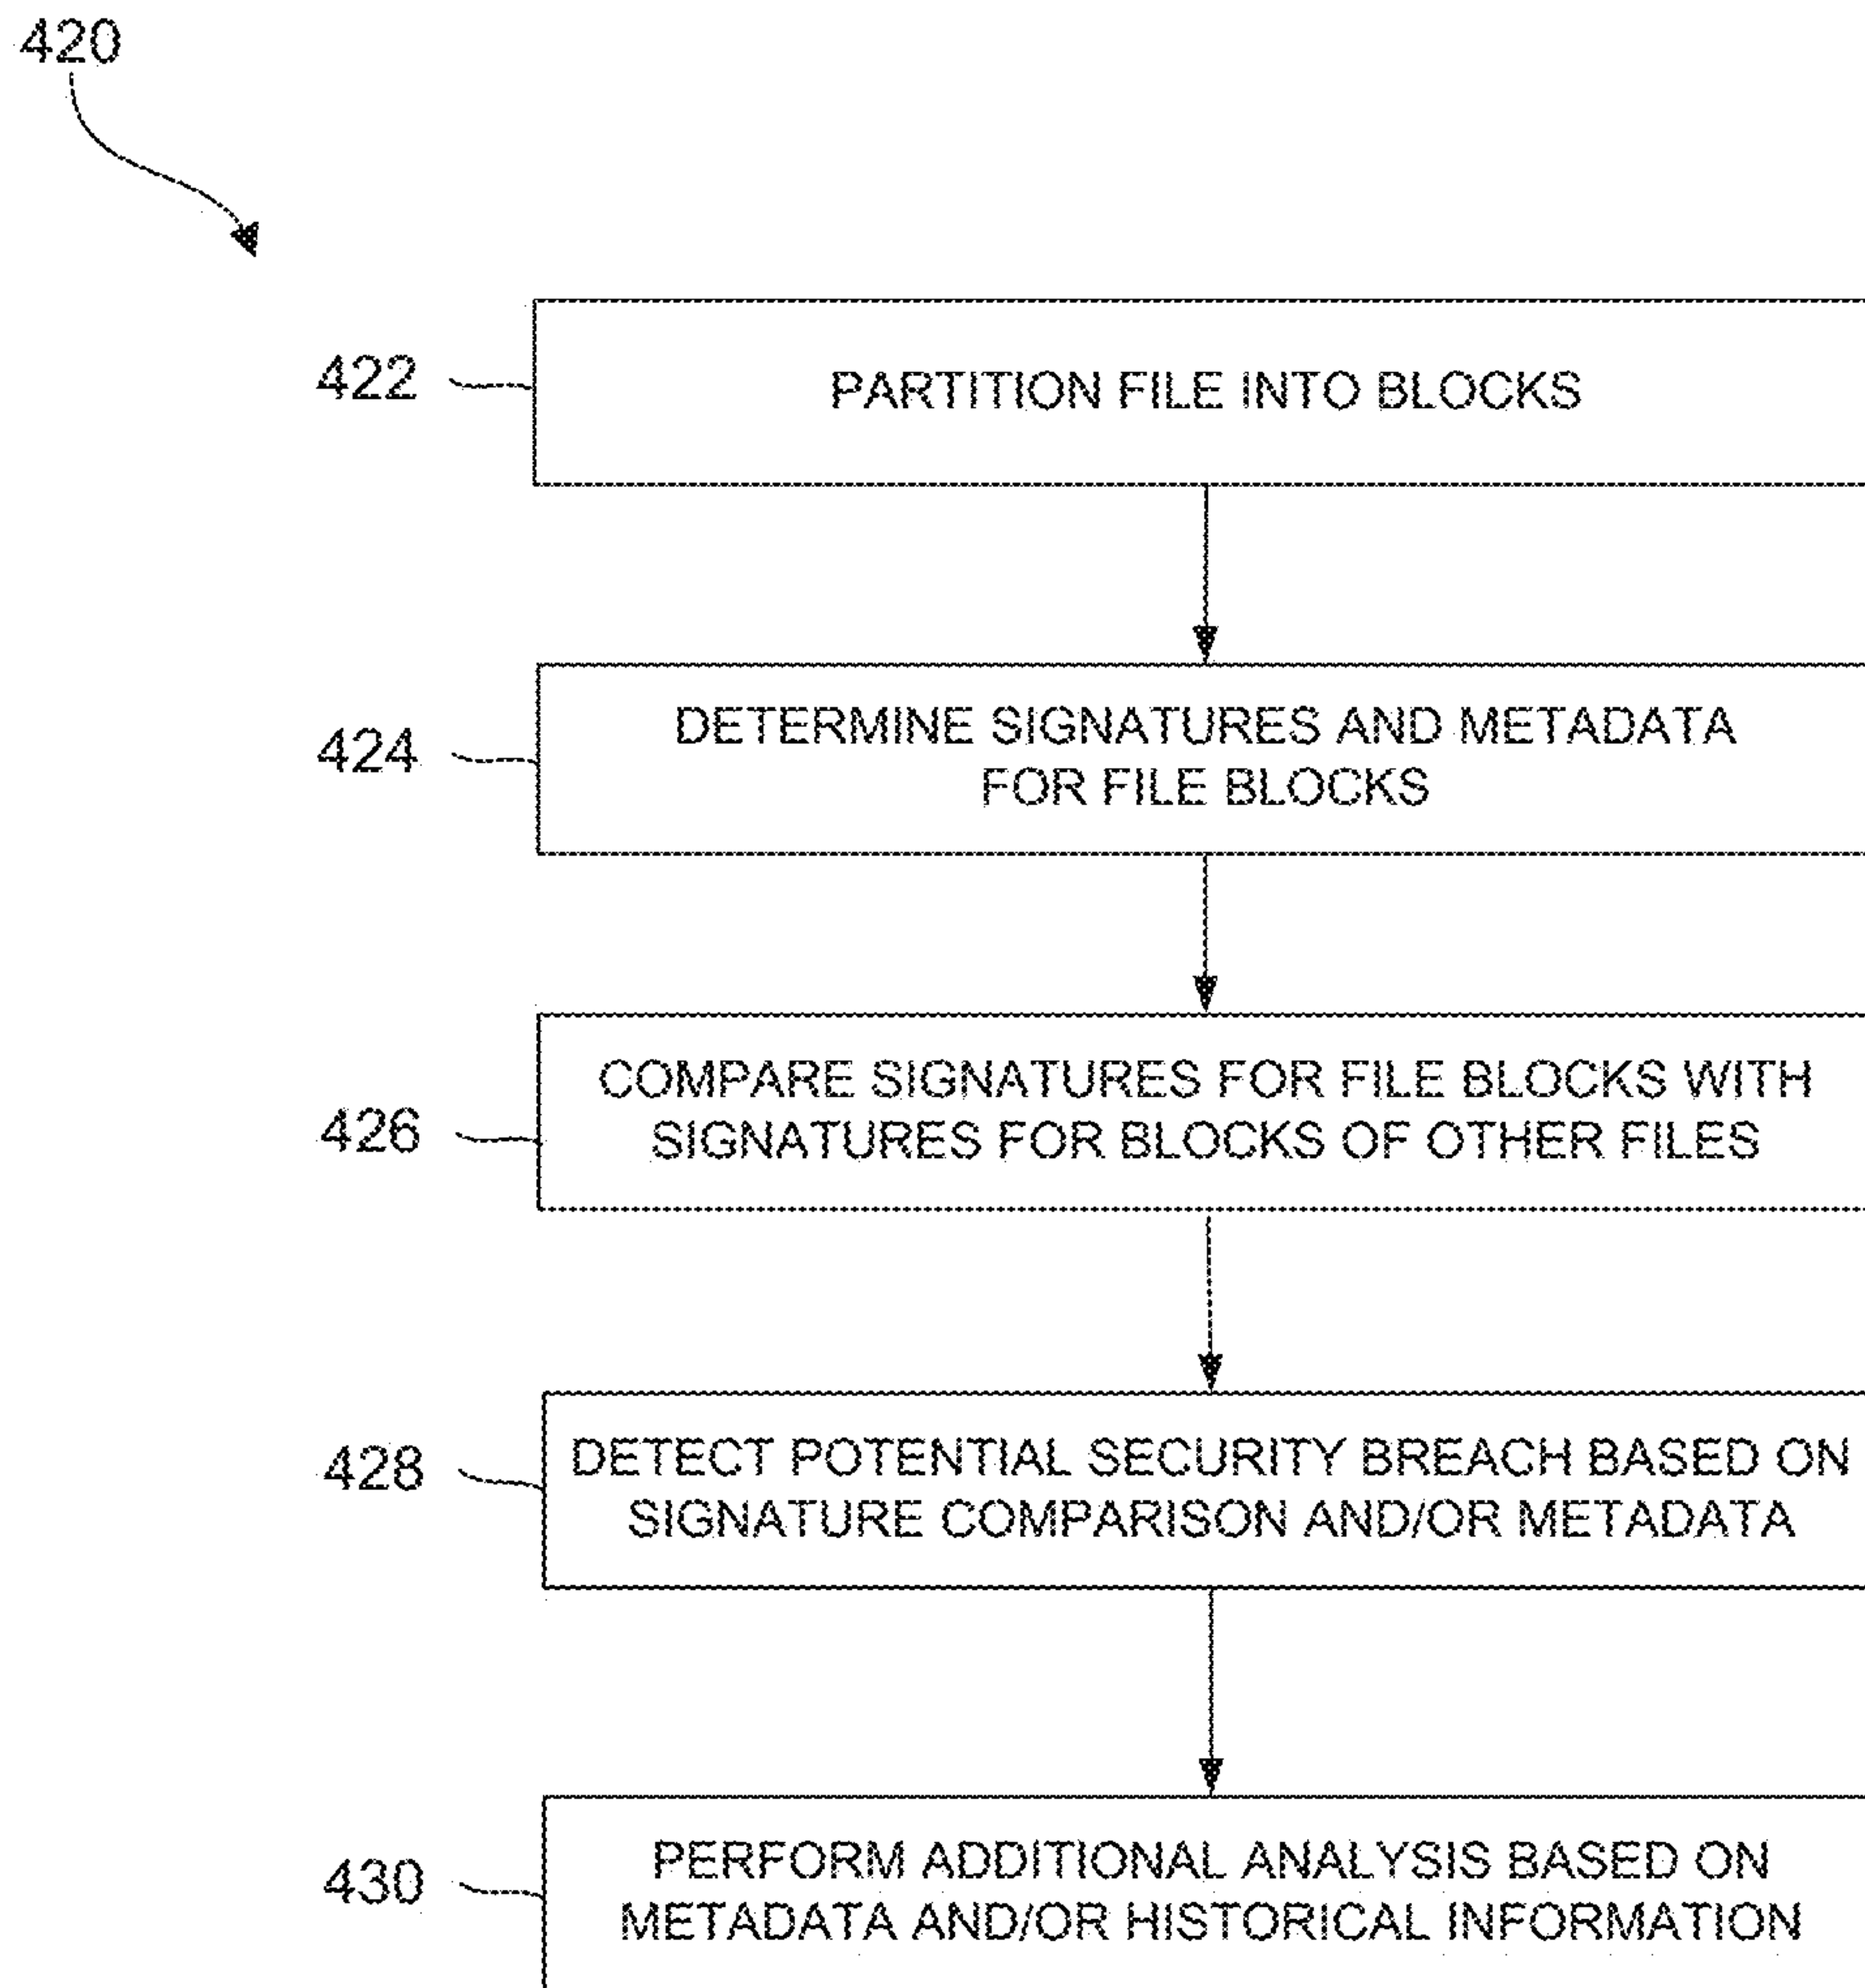 420
422
PARTITION FILE INTO BLOCKS
424
DETERMINE SIGNATURES AND METADATA
FOR FILE BLOCKS
426
COMPARE SIGNATURES FOR FILE BLOCKS WITH
SIGNATURES FOR BLOCKS OF OTHER FILES
428
DETECT POTENTIAL SECURITY BREACH BASED ON
SIGNATURE COMPARISON AND/OR METADATA
430
PERFORM ADDITIONAL ANALYSIS BASED ON
METADATA AND/OR HISTORICAL INFORMATION